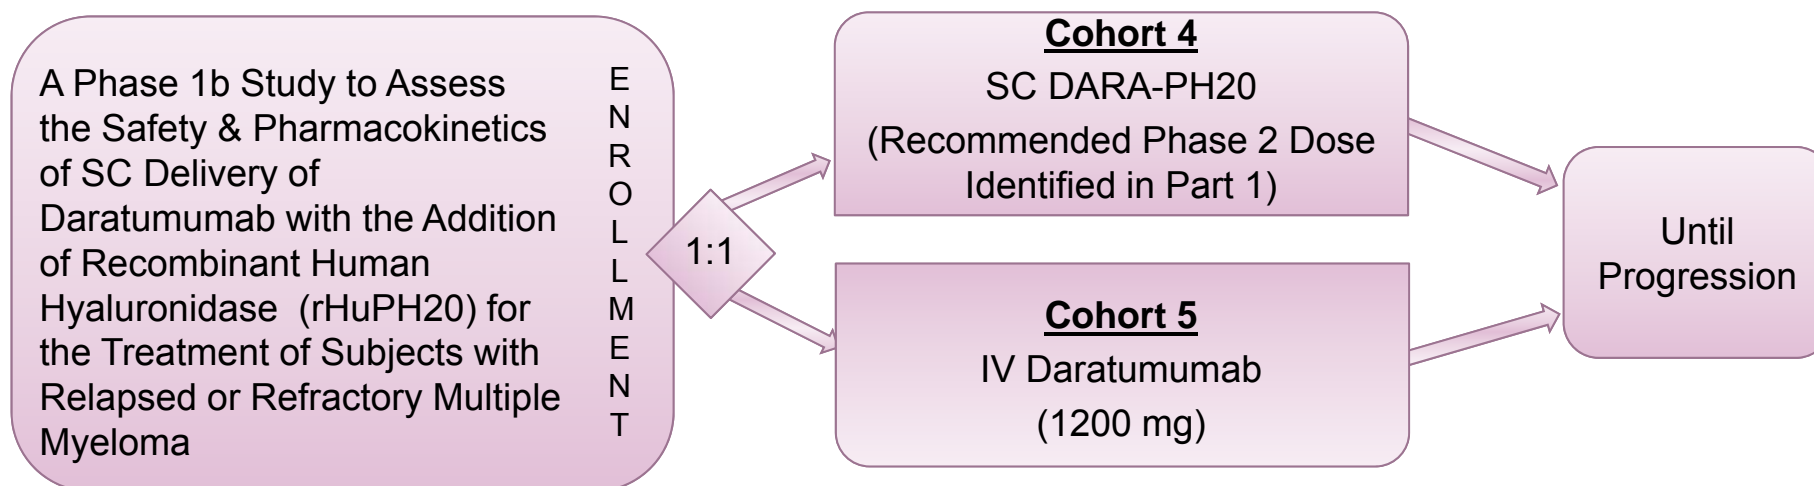 A Phase 1b Study to Assess
the Safety & Pharmacokinetics
of SC Delivery of
Daratumumab with the Addition
of Recombinant Human
Hyaluronidase  (rHuPH20) for
the Treatment of Subjects with
Relapsed or Refractory Multiple
Myeloma
E
N
R
O
L
L
M
E
N
T
1:1
Cohort 4
SC DARA-PH20
(Recommended Phase 2 Dose
Identified in Part 1)
Cohort 5
IV Daratumumab
(1200 mg)
Until
Progression